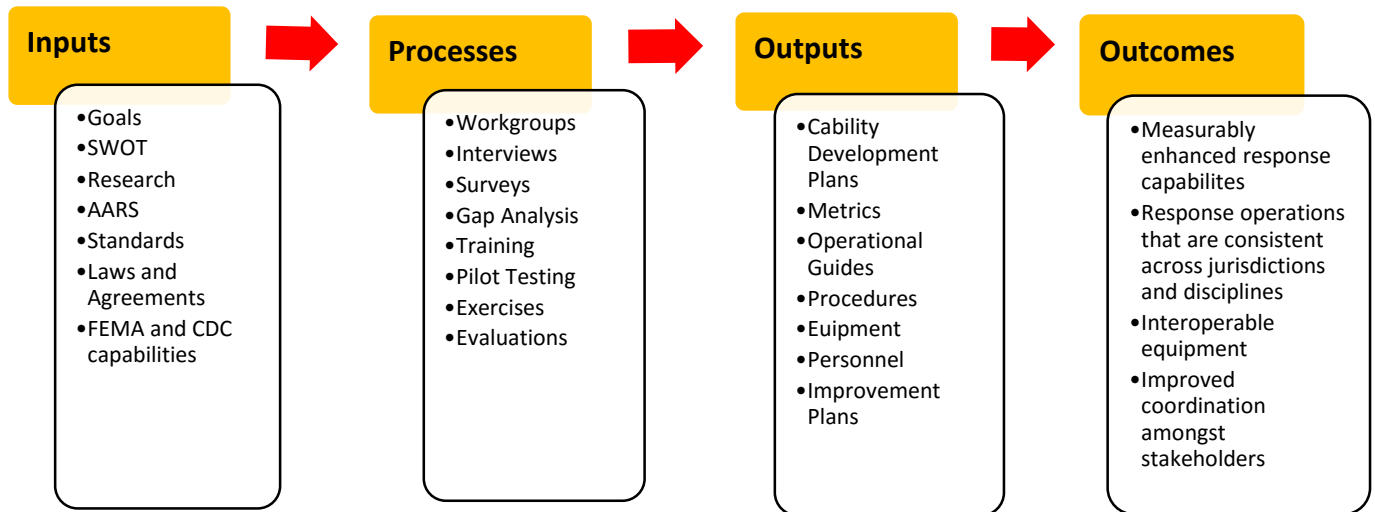 Inputs
•Goals
•SWOT
•Research
•AARS
•Standards
•Laws and
Agreements
•FEMA and CDC
capabilities
Processes
•Workgroups
•Interviews
•Surveys
•Gap Analysis
•Training
•Pilot Testing
•Exercises
•Evaluations
Outputs
•Cability
Development
Plans
•Metrics
•Operational
Guides
•Procedures
•Euipment
•Personnel
•Improvement
Plans
Outcomes
•Measurably
enhanced response
capabilites
•Response operations
that are consistent
across jurisdictions
and disciplines
•Interoperable
equipment
•Improved
coordination
amongst
stakeholders